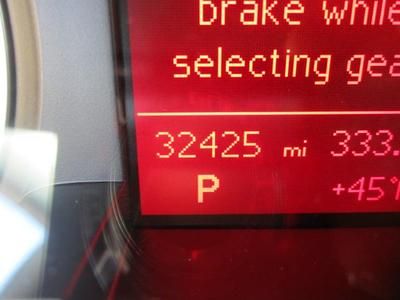 brake while
selecting gea
32425 mi 333.
P +45°F